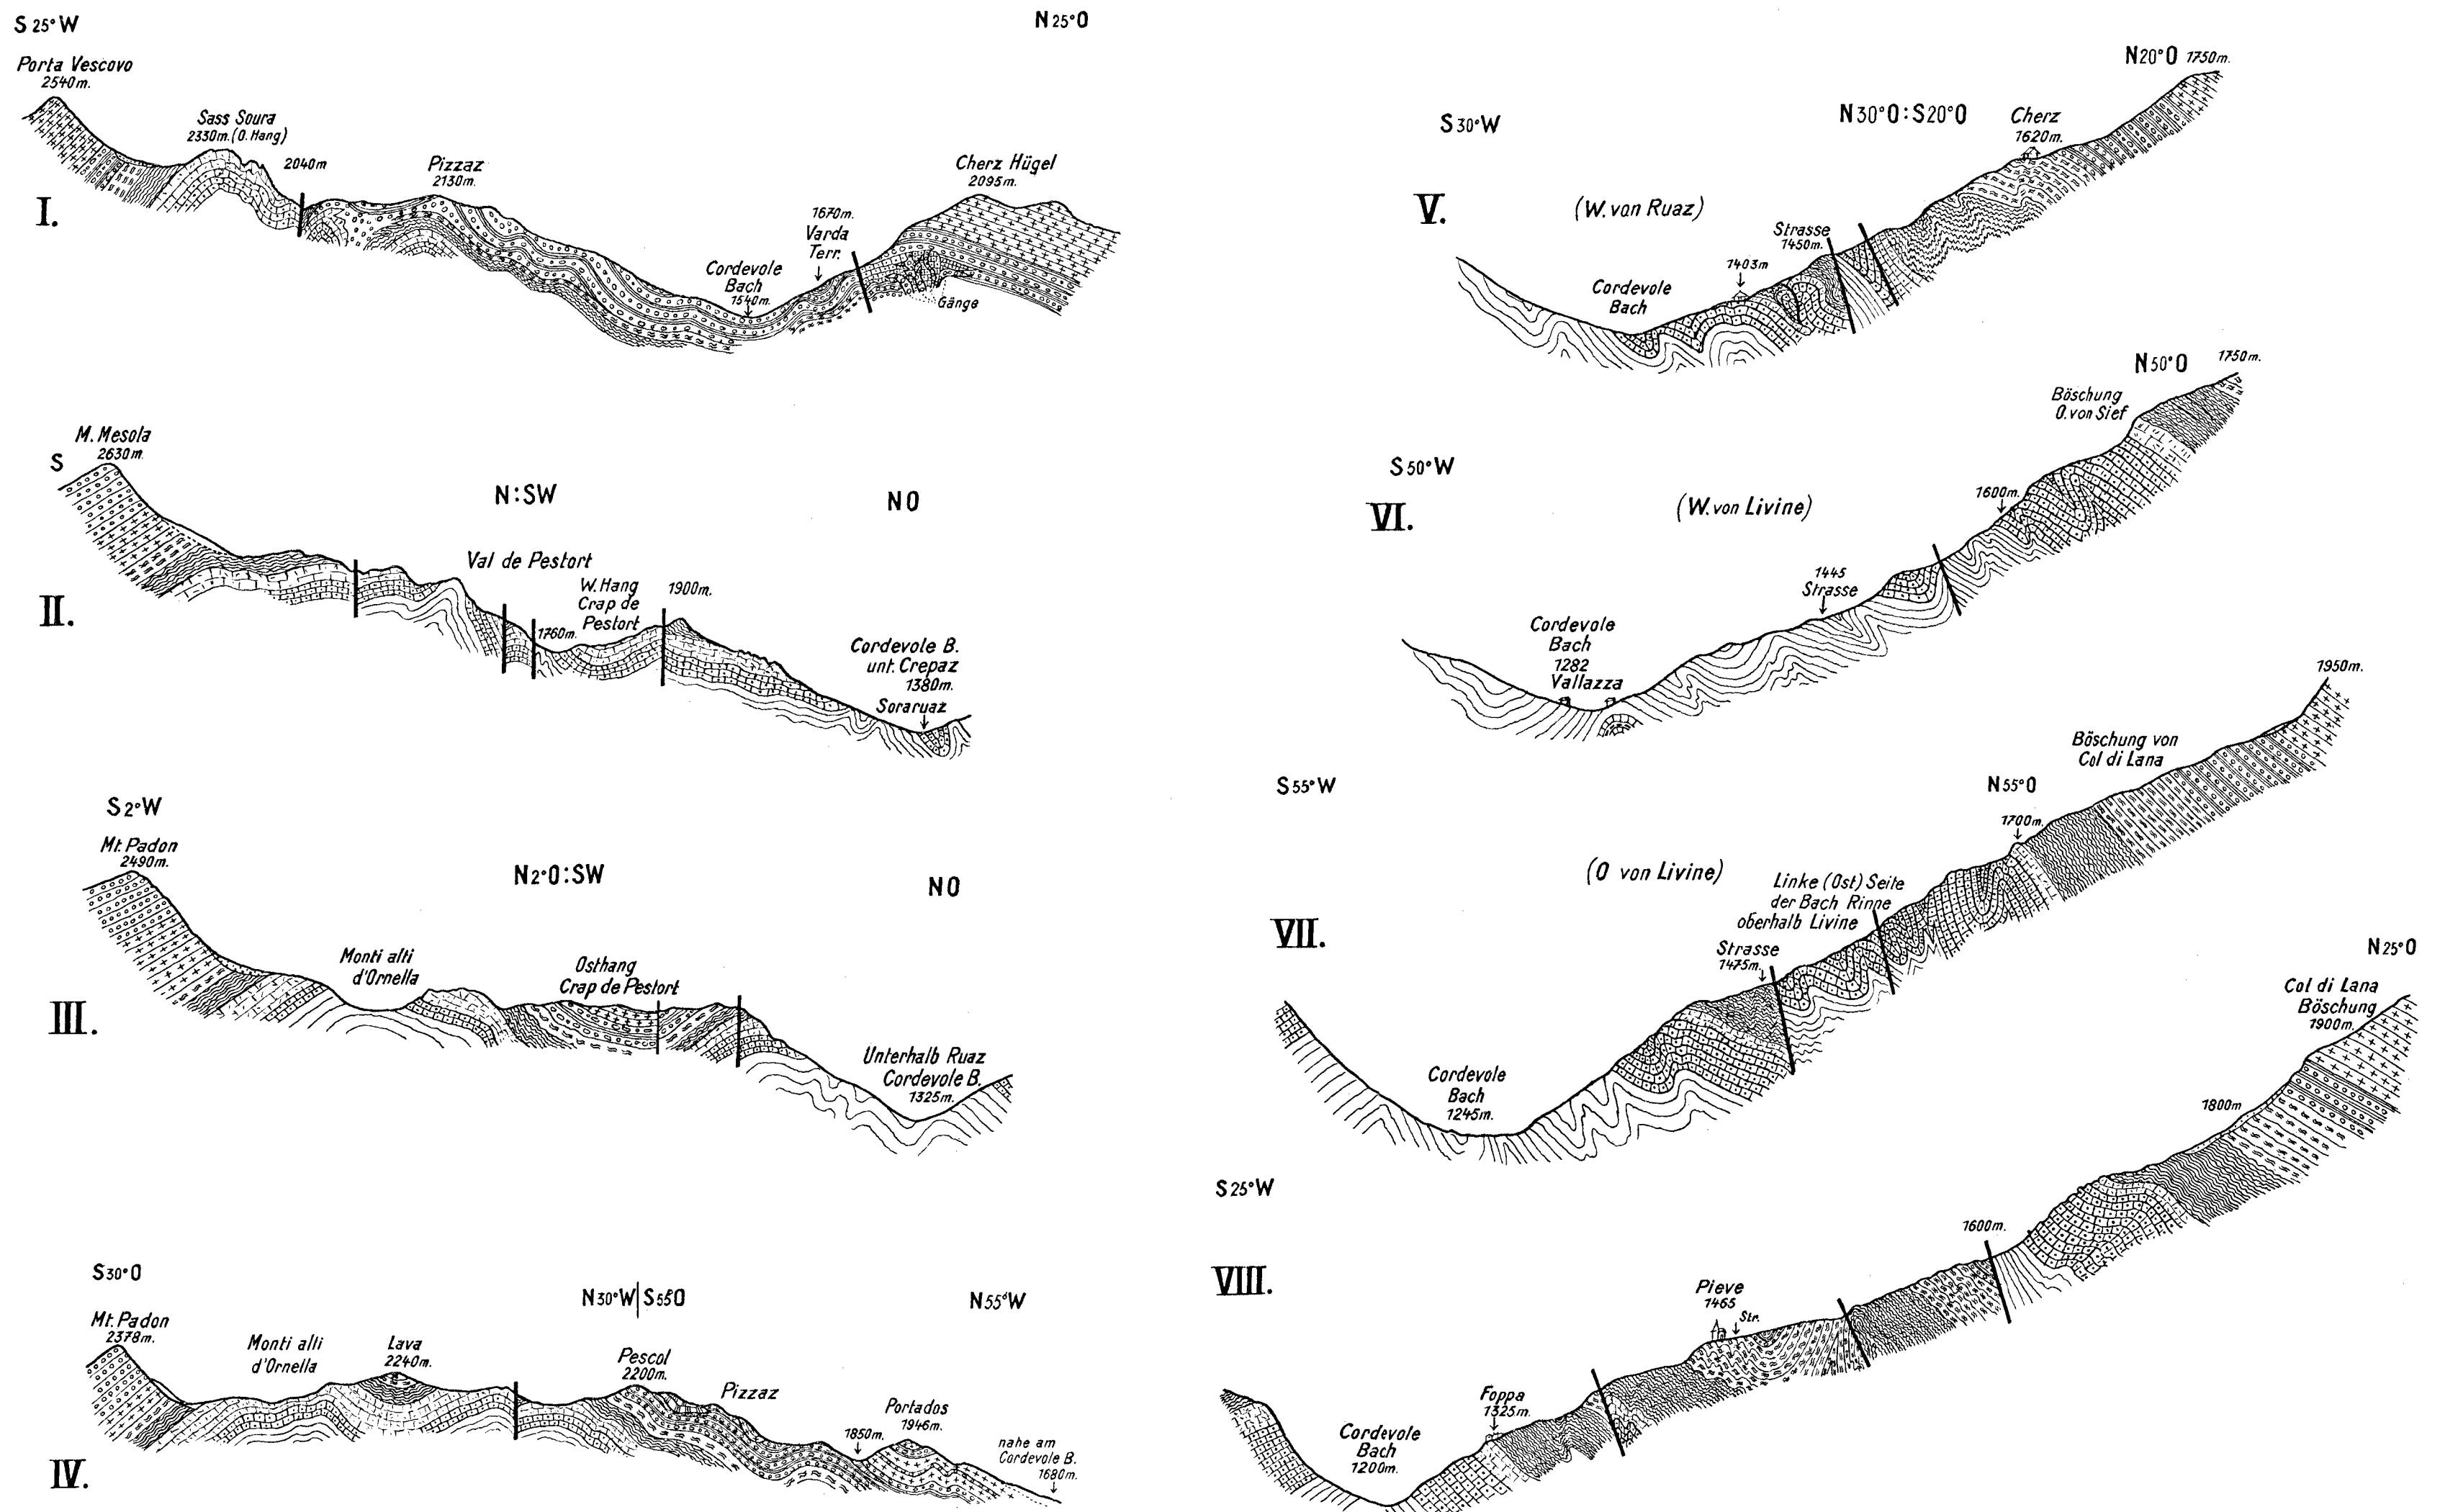 S 25° W
N 25° O
Porta Vescovo
2540 m.
Sass Soura
2330 m. (O. Hang)
2040 m
Pizzaz
2130 m.
Cherz Hügel
2095 m.
I.
1670 m.
Varda
Terr.
Cordevole
Bach
1540 m.
Gänge
M. Mesola
2630 m.
S
N : SW
N O
II.
Val de Pestort
W. Hang
Crap de
Pestort
1900 m.
1760 m.
Cordevole B.
unt. Crepaz
1380 m.
Soraruaz
S 2° W
Mt. Padon
2490 m.
N 2° O : SW
N O
III.
Monti alti
d'Ornella
Osthang
Crap de Pestort
Unterhalb Ruaz
Cordevole B.
1325 m.
S 30° O
N 30° W | S 55° O
N 55° W
Mt. Padon
2378 m.
Monti alti
d'Ornella
Lava
2240 m.
Pescol
2200 m.
Pizzaz
Portados
1946 m.
1850 m.
nahe am
Cordevole B.
1680 m.
IV.
N 20° O 1750 m.
S 30° W
N 30° O : S 20° O
Cherz
1620 m.
V.
(W. von Ruaz)
Strasse
1450 m.
1403 m
Cordevole
Bach
N 50° O 1750 m.
Böschung
O. von Sief
S 50° W
VI.
(W. von Livine)
1600 m.
1445
Strasse
Cordevole
Bach
1282
Vallazza
1950 m.
S 55° W
Böschung von
Col di Lana
N 55° O
1700 m.
VII.
(O von Livine)
Linke (Ost) Seite
der Bach Rinne
oberhalb Livine
Strasse
1475 m.
Cordevole
Bach
1245 m.
N 25° O
Col di Lana
Böschung
1900 m.
1800 m
S 25° W
VIII.
1600 m.
Pieve
1465
Str.
Foppa
1325 m.
Cordevole
Bach
1200 m.